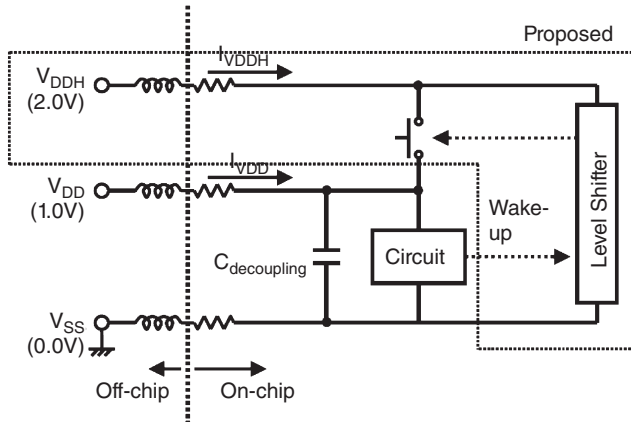 Proposed
I_VDDH
V_DDH
(2.0V)
I_VDD
V_DD
(1.0V)
Wake-
up
Level Shifter
C_decoupling
Circuit
V_SS
(0.0V)
Off-chip
On-chip